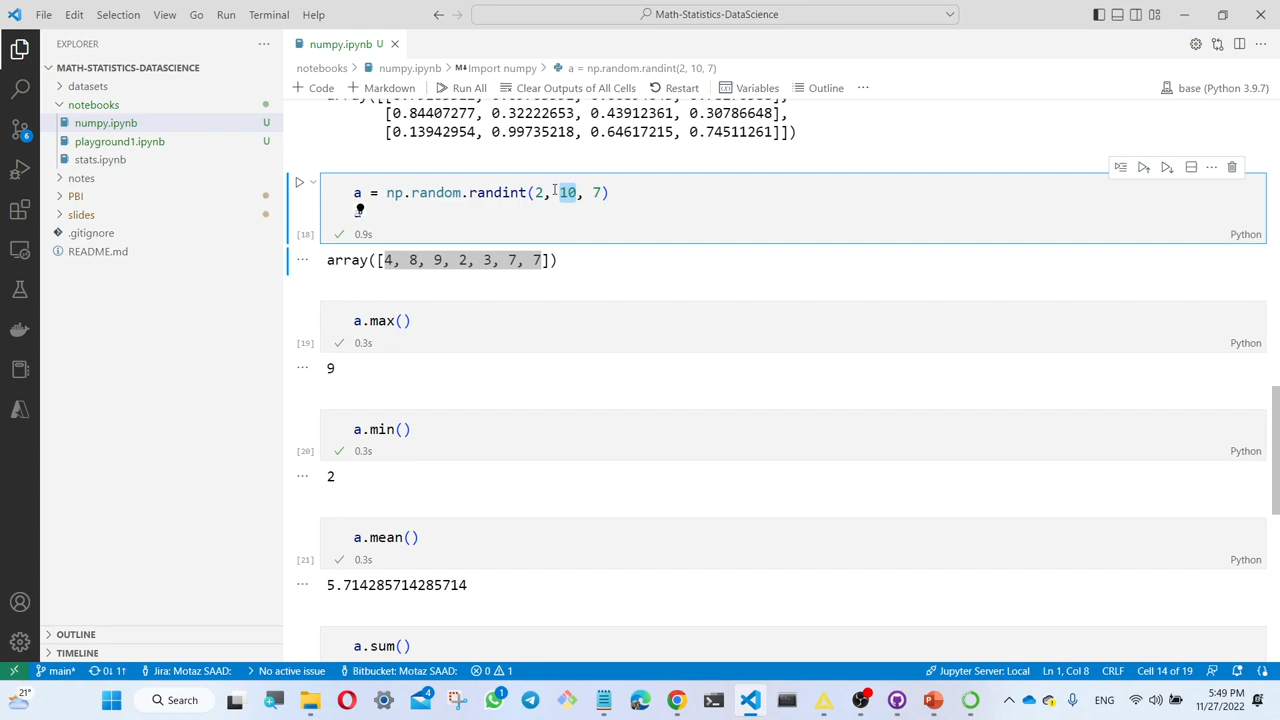 File Edit Selection View Go Run Terminal Help
Math-Statistics-DataScience
EXPLORER
MATH-STATISTICS-DATASCIENCE
datasets
notebooks
numpy.ipynb U
playground1.ipynb U
stats.ipynb
notes
PBI
slides
.gitignore
README.md
OUTLINE
TIMELINE
numpy.ipynb U
notebooks > numpy.ipynb > M↓Import numpy > a = np.random.randint(2, 10, 7)
+ Code + Markdown Run All Clear Outputs of All Cells Restart Variables Outline ... base (Python 3.9.7)
[0.84407277, 0.32222653, 0.43912361, 0.30786648],
[0.13942954, 0.99735218, 0.64617215, 0.74511261]])
a = np.random.randint(2, 10, 7)
[18] 0.9s Python
array([4, 8, 9, 2, 3, 7, 7])
a.max()
[19] 0.3s Python
9
a.min()
[20] 0.3s Python
2
a.mean()
[21] 0.3s Python
5.714285714285714
a.sum()
main* 0↓ 1↑ Jira: Motaz SAAD: No active issue Bitbucket: Motaz SAAD: 0 1 Jupyter Server: Local Ln 1, Col 8 CRLF Cell 14 of 19
21° Search 4 1 ENG 5:49 PM
11/27/2022
6